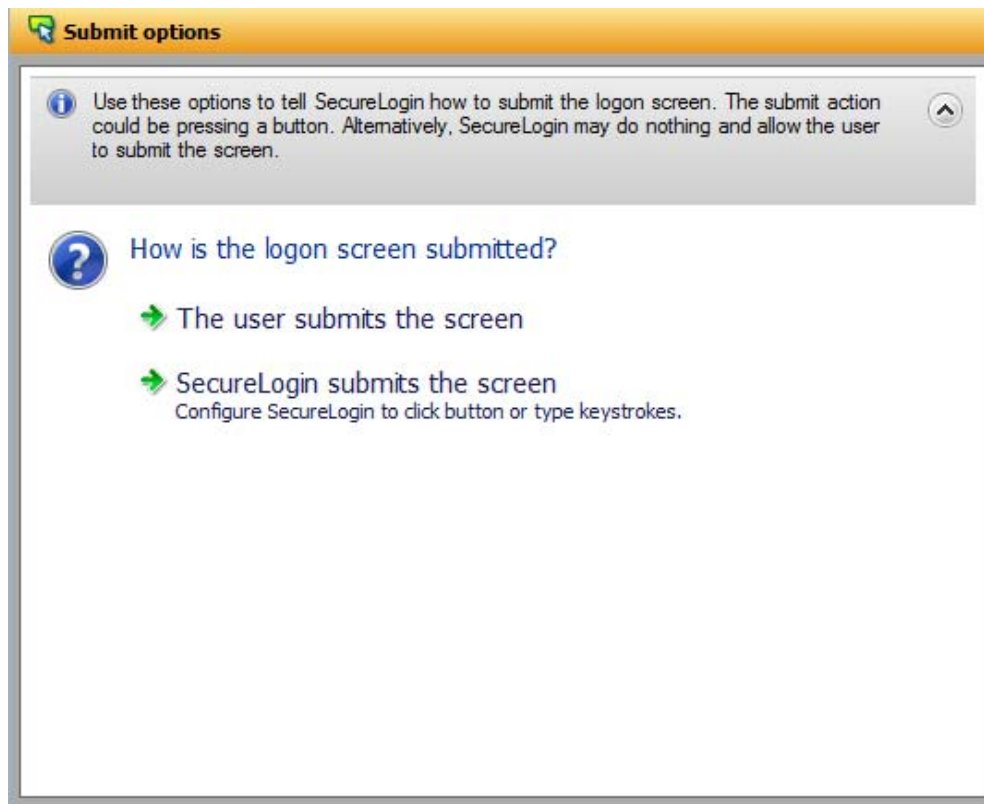 Submit options
Use these options to tell SecureLogin how to submit the logon screen. The submit action
could be pressing a button. Alternatively, SecureLogin may do nothing and allow the user
to submit the screen.
How is the logon screen submitted?
The user submits the screen
SecureLogin submits the screen
Configure SecureLogin to click button or type keystrokes.